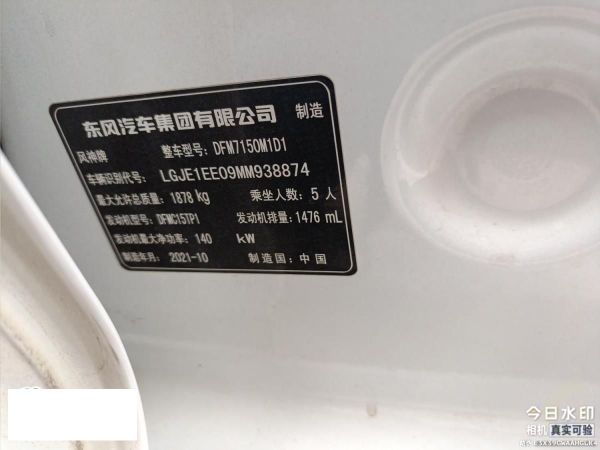 东风汽车集团有限公司 制造
风神牌 整车型号: DFM7150M1D1
车辆识别代号: LGJE1EE09MM938874
最大允许总质量: 1878 kg 乘坐人数: 5 人
发动机型号: DFMC15TP1 发动机排量: 1476 mL
发动机最大净功率: 140 kW
制造年月: 2021-10 制造国: 中国
今日水印
相机 真实可验